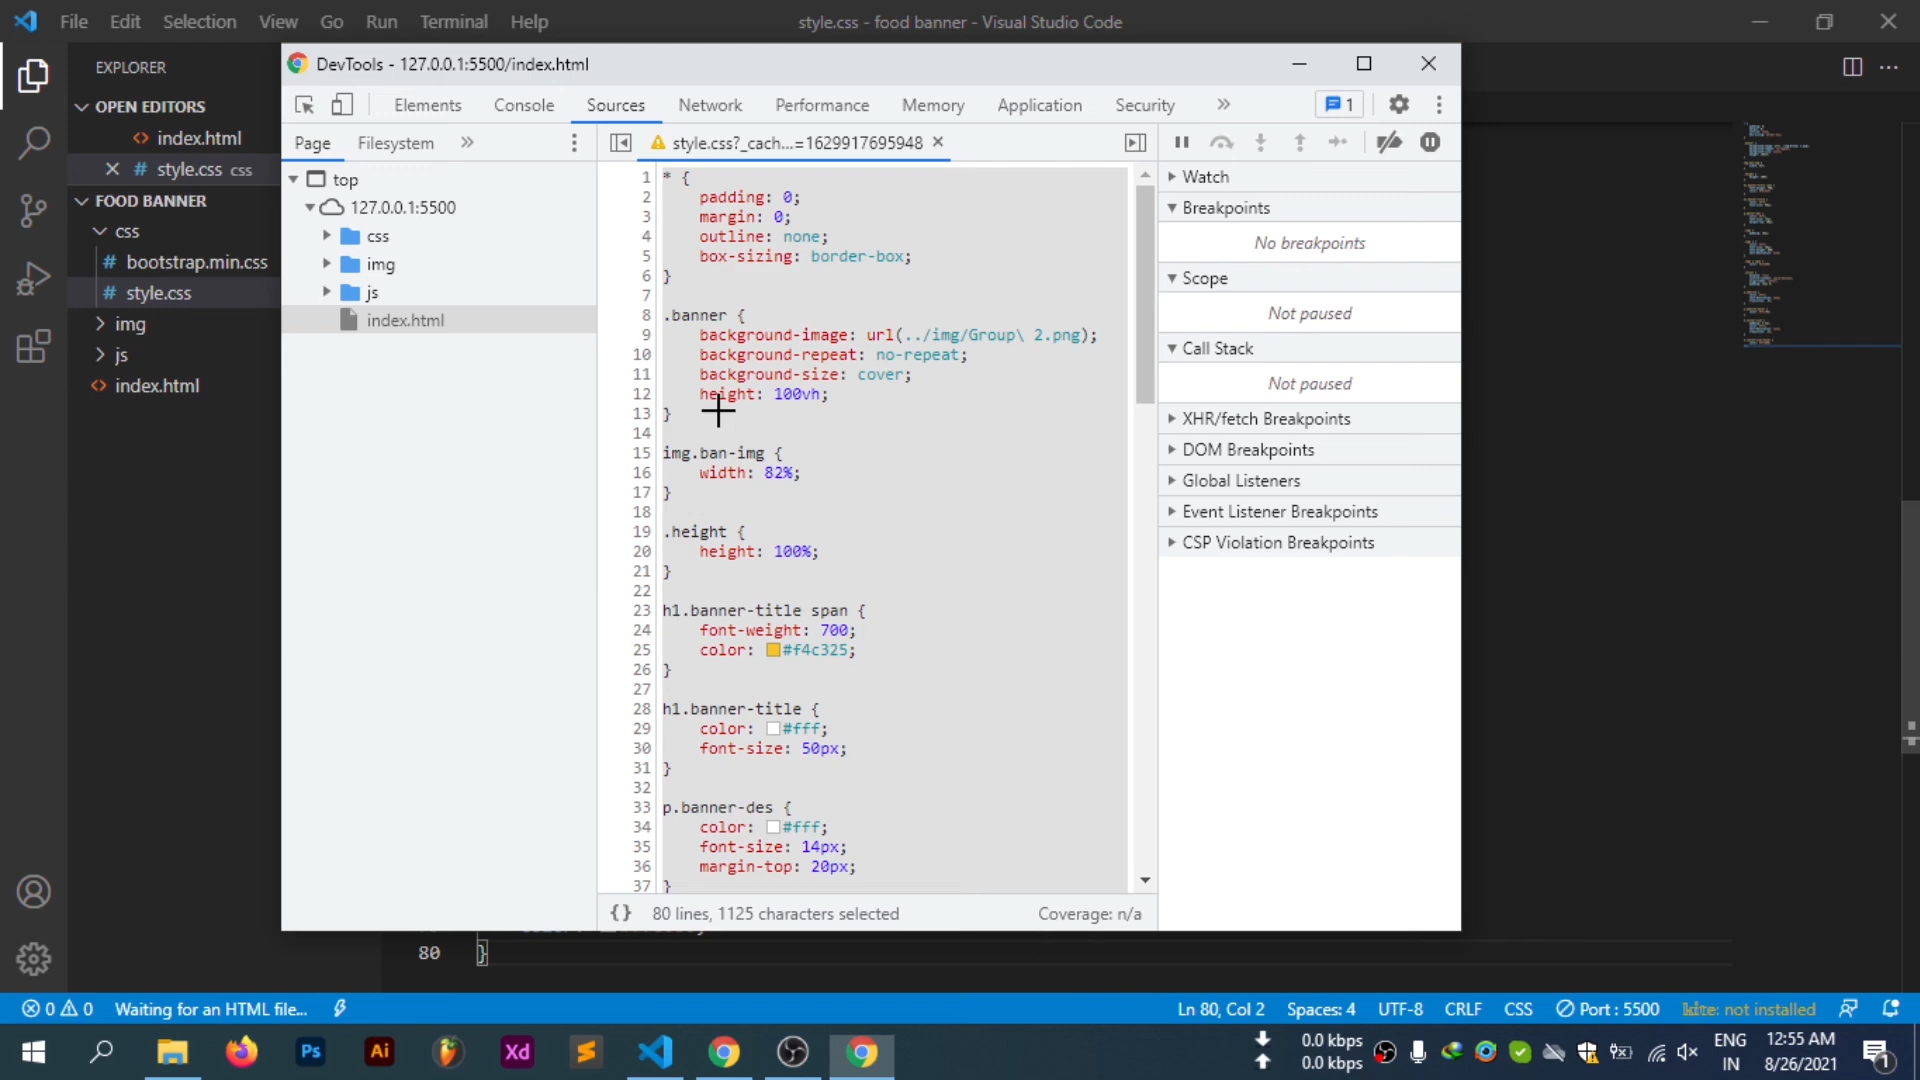 File Edit Selection View Go Run Terminal Help
style.css - food banner - Visual Studio Code
EXPLORER
OPEN EDITORS
index.html
style.css css
FOOD BANNER
css
bootstrap.min.css
style.css
img
js
index.html
DevTools - 127.0.0.1:5500/index.html
Elements Console Sources Network Performance Memory Application Security
1
Page Filesystem
style.css?_cach...=1629917695948
top
127.0.0.1:5500
css
img
js
index.html
1 * {
2 padding: 0;
3 margin: 0;
4 outline: none;
5 box-sizing: border-box;
6 }
7
8 .banner {
9 background-image: url(../img/Group\ 2.png);
10 background-repeat: no-repeat;
11 background-size: cover;
12 height: 100vh;
13 }
14
15 img.ban-img {
16 width: 82%;
17 }
18
19 .height {
20 height: 100%;
21 }
22
23 h1.banner-title span {
24 font-weight: 700;
25 color: #f4c325;
26 }
27
28 h1.banner-title {
29 color: #fff;
30 font-size: 50px;
31 }
32
33 p.banner-des {
34 color: #fff;
35 font-size: 14px;
36 margin-top: 20px;
37 }
{} 80 lines, 1125 characters selected
Coverage: n/a
Watch
Breakpoints
No breakpoints
Scope
Not paused
Call Stack
Not paused
XHR/fetch Breakpoints
DOM Breakpoints
Global Listeners
Event Listener Breakpoints
CSP Violation Breakpoints
80 }
0 0 Waiting for an HTML file...
Ln 80, Col 2 Spaces: 4 UTF-8 CRLF CSS Port : 5500 kite: not installed
Ps Ai Xd
0.0 kbps
0.0 kbps
ENG
IN
12:55 AM
8/26/2021
1